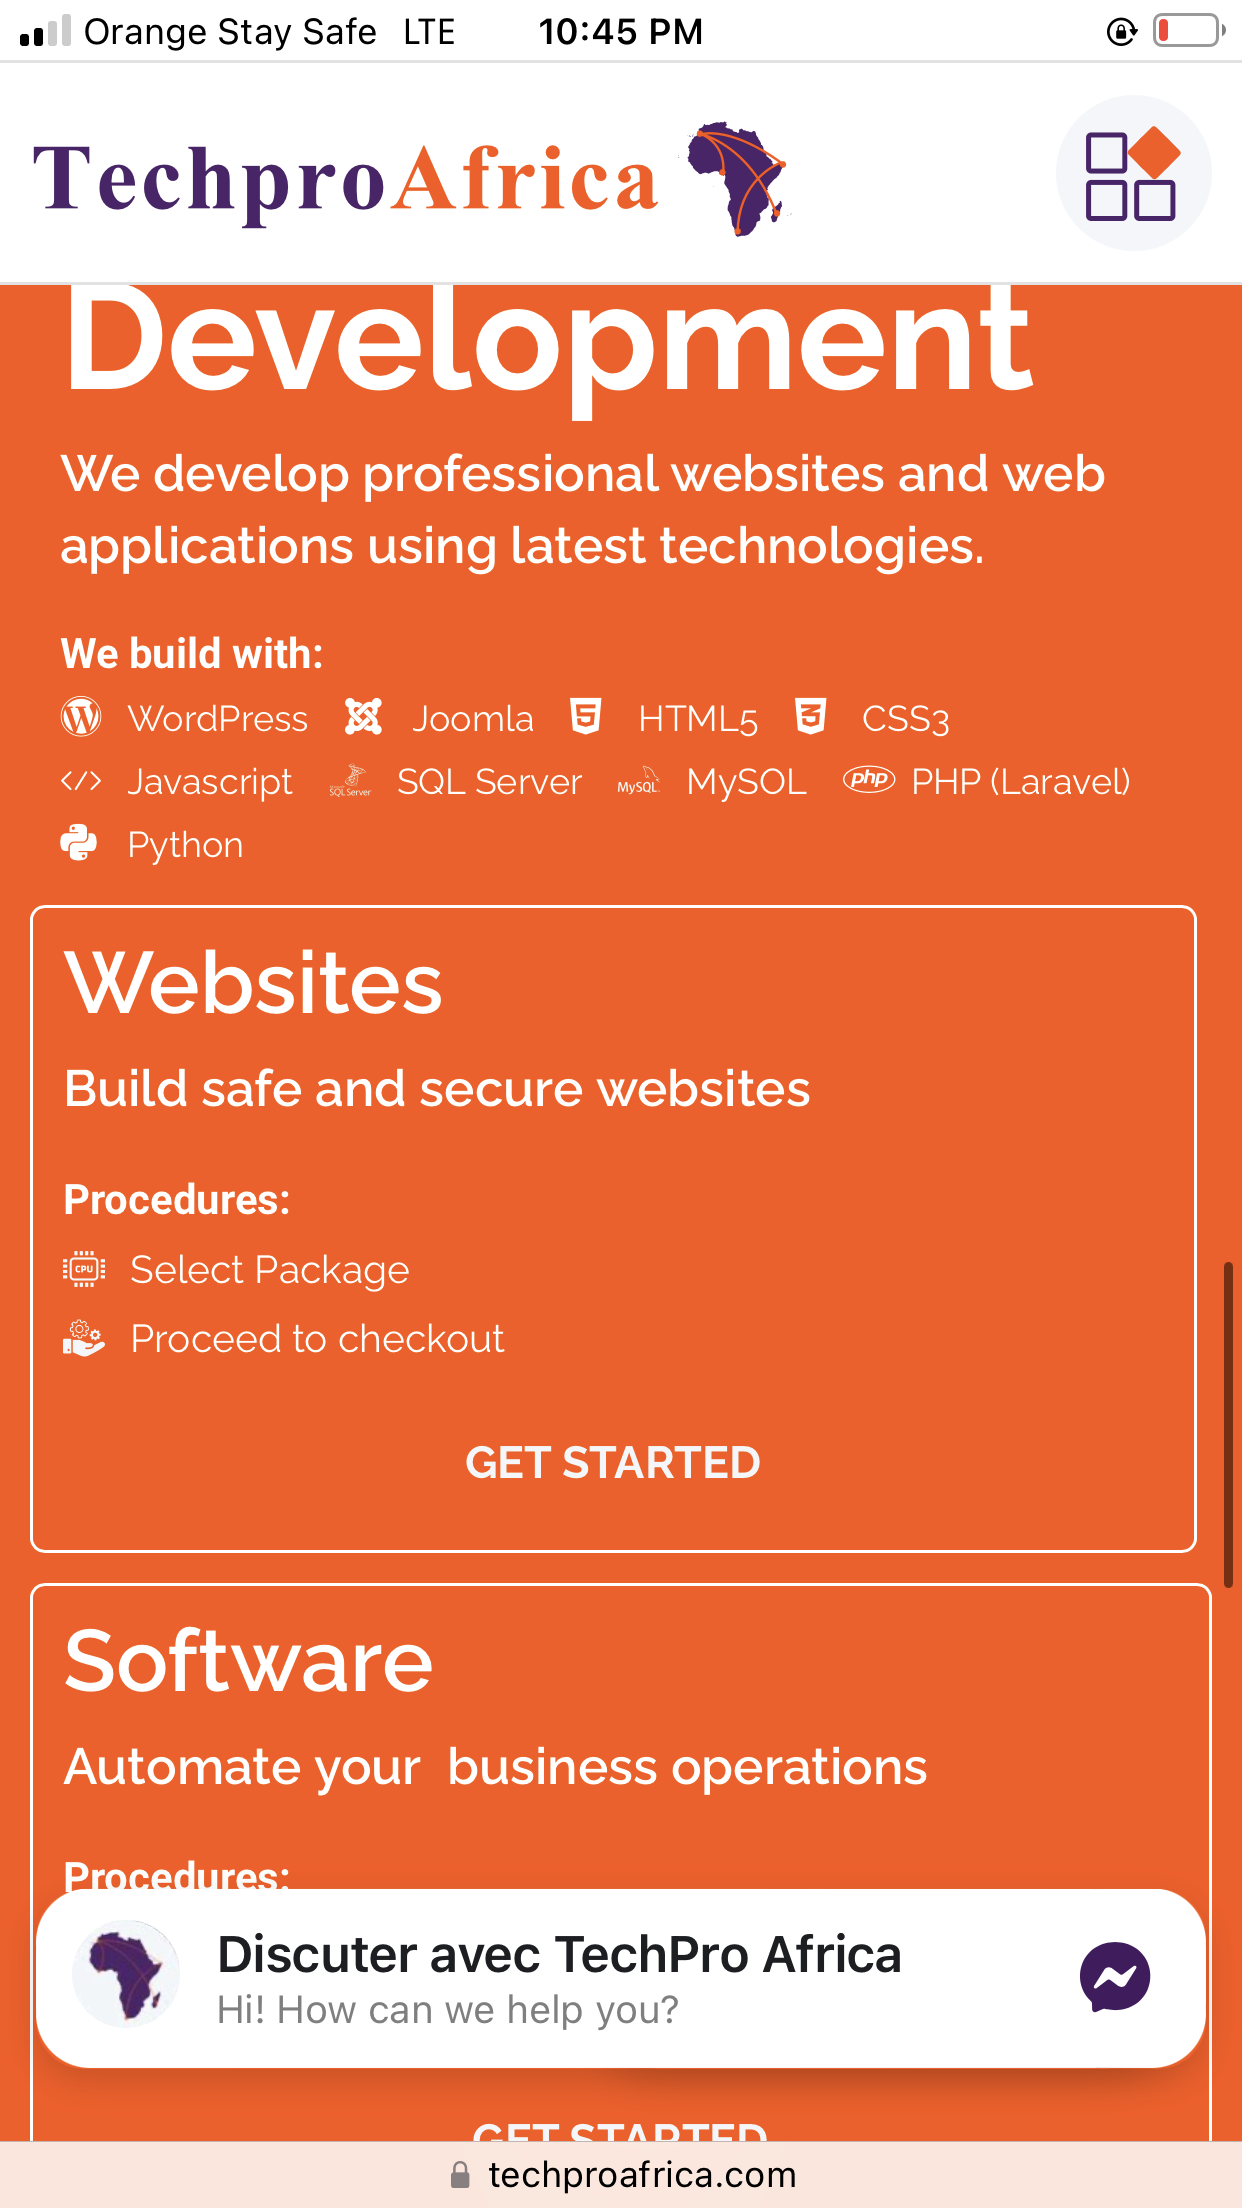 Orange Stay Safe LTE 10:45 PM
TechproAfrica
Development
We develop professional websites and web
applications using latest technologies.
We build with:
WordPress Joomla HTML5 CSS3
Javascript SQL Server SQL Server MySQL MySOL php PHP (Laravel)
Python
Websites
Build safe and secure websites
Procedures:
CPU Select Package
Proceed to checkout
GET STARTED
Software
Automate your  business operations
Procedures:
Discuter avec TechPro Africa
Hi! How can we help you?
GET STARTED
techproafrica.com